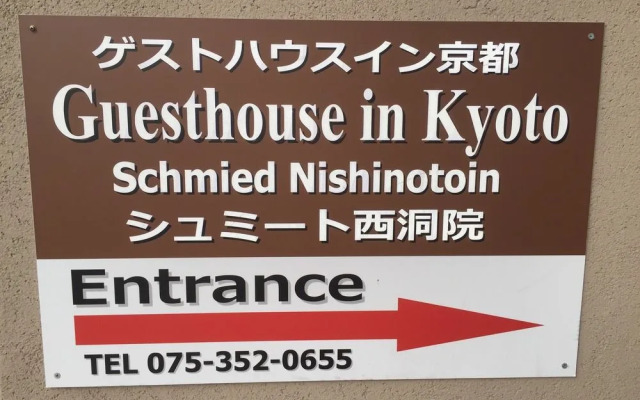 ゲストハウスイン京都
Guesthouse in Kyoto
Schmied Nishinotoin
シュミート西洞院
Entrance
TEL 075-352-0655